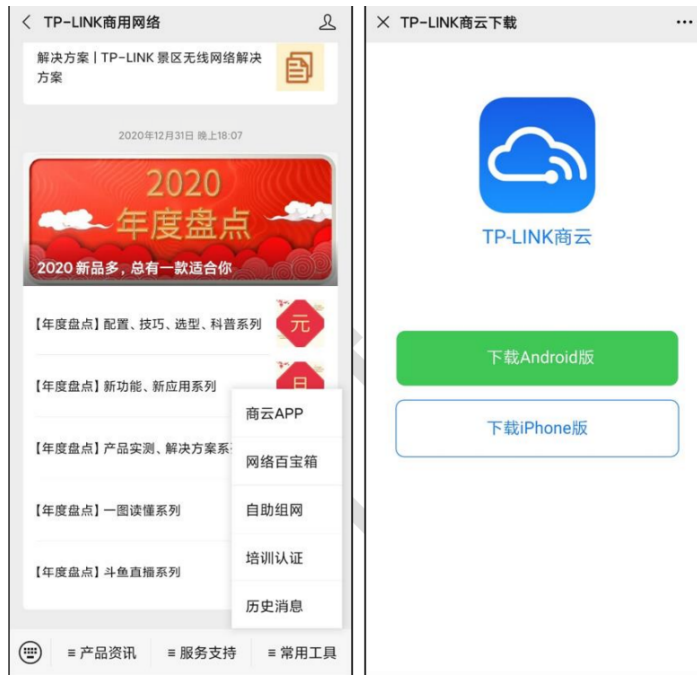 TP-LINK商用网络
解决方案 | TP-LINK 景区无线网络解决
方案
2020年12月31日 晚上18:07
2020
年度盘点
2020 新品多，总有一款适合你
【年度盘点】配置、技巧、选型、科普系列
元
【年度盘点】新功能、新应用系列
旦
【年度盘点】产品实测、解决方案系
【年度盘点】一图读懂系列
【年度盘点】斗鱼直播系列
商云APP
网络百宝箱
自助组网
培训认证
历史消息
≡ 产品资讯
≡ 服务支持
≡ 常用工具
TP-LINK商云下载
TP-LINK商云
下载Android版
下载iPhone版